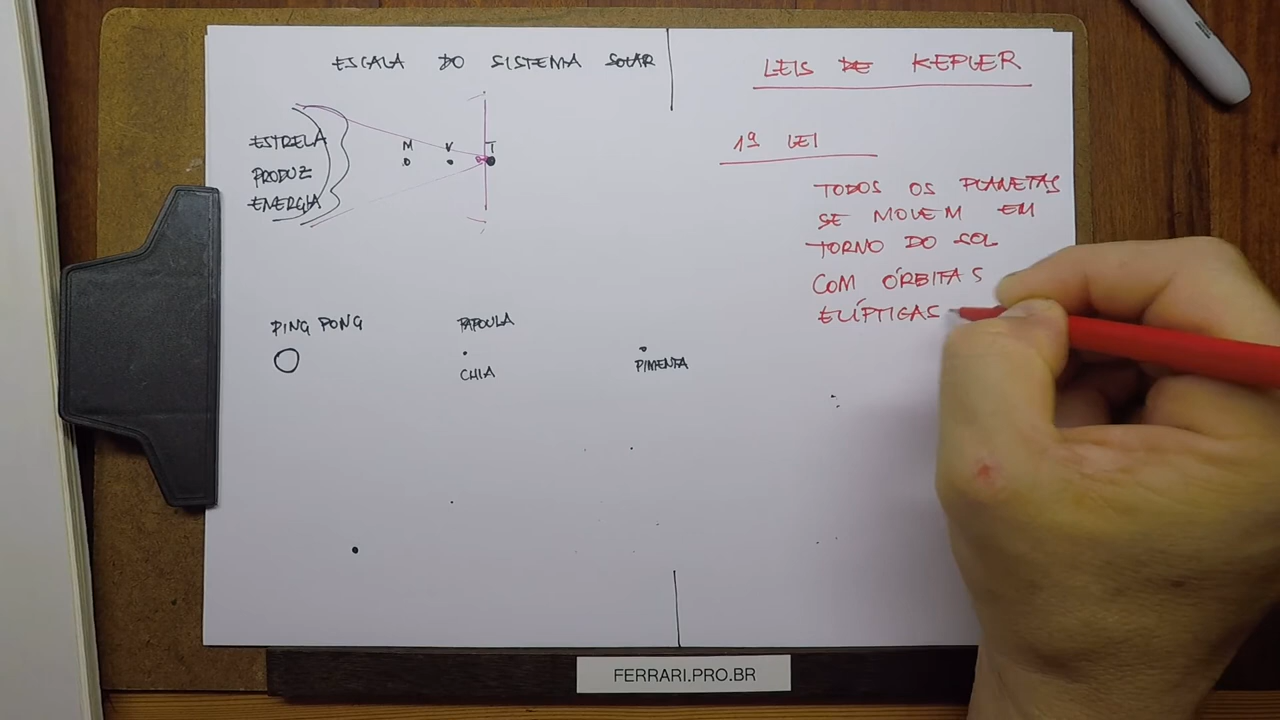 ESCALA DO SISTEMA SOLAR
ESTRELA
PRODUZ
ENERGIA
M V T
PING PONG
PAPOULA
CHIA
PIMENTA
LEIS DE KEPLER
1ª LEI
TODOS OS PLANETAS
SE MOVEM EM
TORNO DO SOL
COM ÓRBITAS
ELÍPTICAS
FERRARI.PRO.BR